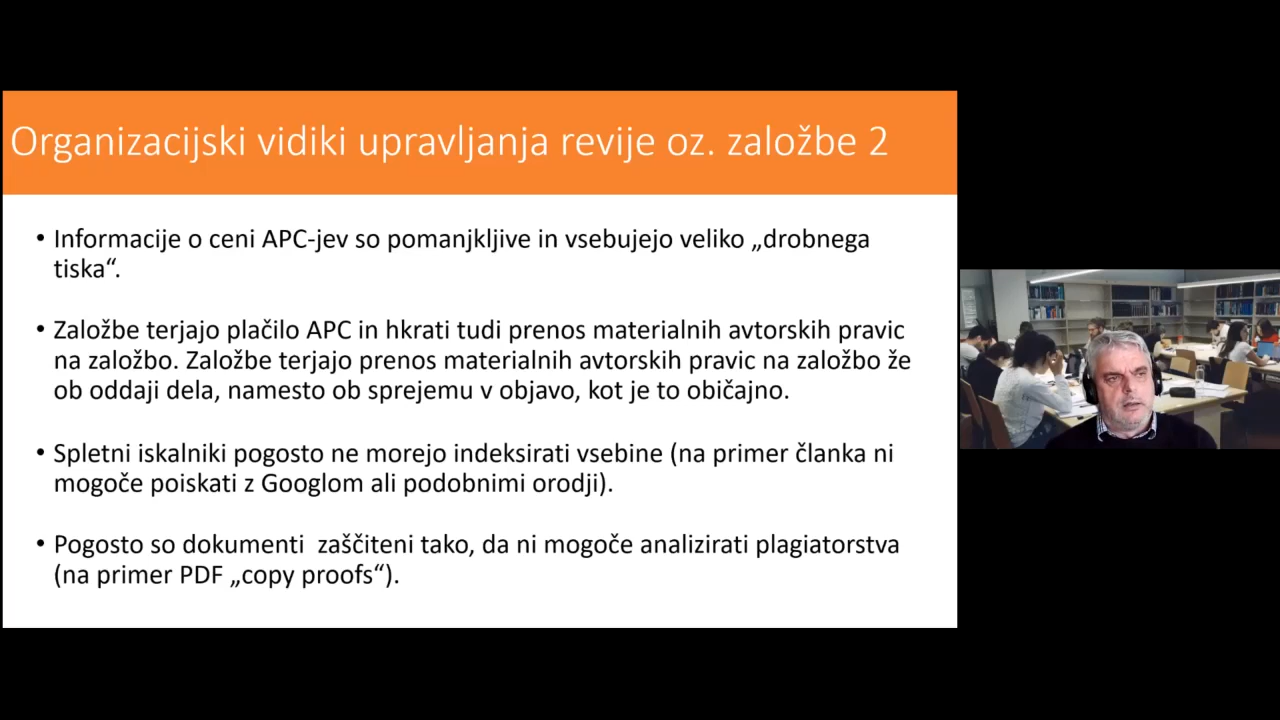 Organizacijski vidiki upravljanja revije oz. založbe 2
• Informacije o ceni APC-jev so pomanjkljive in vsebujejo veliko „drobnega
tiska“.
• Založbe terjajo plačilo APC in hkrati tudi prenos materialnih avtorskih pravic
na založbo. Založbe terjajo prenos materialnih avtorskih pravic na založbo že
ob oddaji dela, namesto ob sprejemu v objavo, kot je to običajno.
• Spletni iskalniki pogosto ne morejo indeksirati vsebine (na primer članka ni
mogoče poiskati z Googlom ali podobnimi orodji).
• Pogosto so dokumenti  zaščiteni tako, da ni mogoče analizirati plagiatorstva
(na primer PDF „copy proofs“).